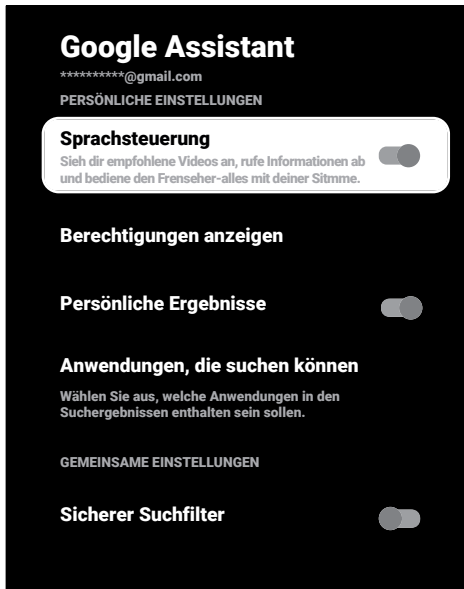 Google Assistant
**********@gmail.com
PERSÖNLICHE EINSTELLUNGEN
Sprachsteuerung
Sieh dir empfohlene Videos an, rufe Informationen ab
und bediene den Frenseher-alles mit deiner Sitmme.
Berechtigungen anzeigen
Persönliche Ergebnisse
Anwendungen, die suchen können
Wählen Sie aus, welche Anwendungen in den
Suchergebnissen enthalten sein sollen.
GEMEINSAME EINSTELLUNGEN
Sicherer Suchfilter